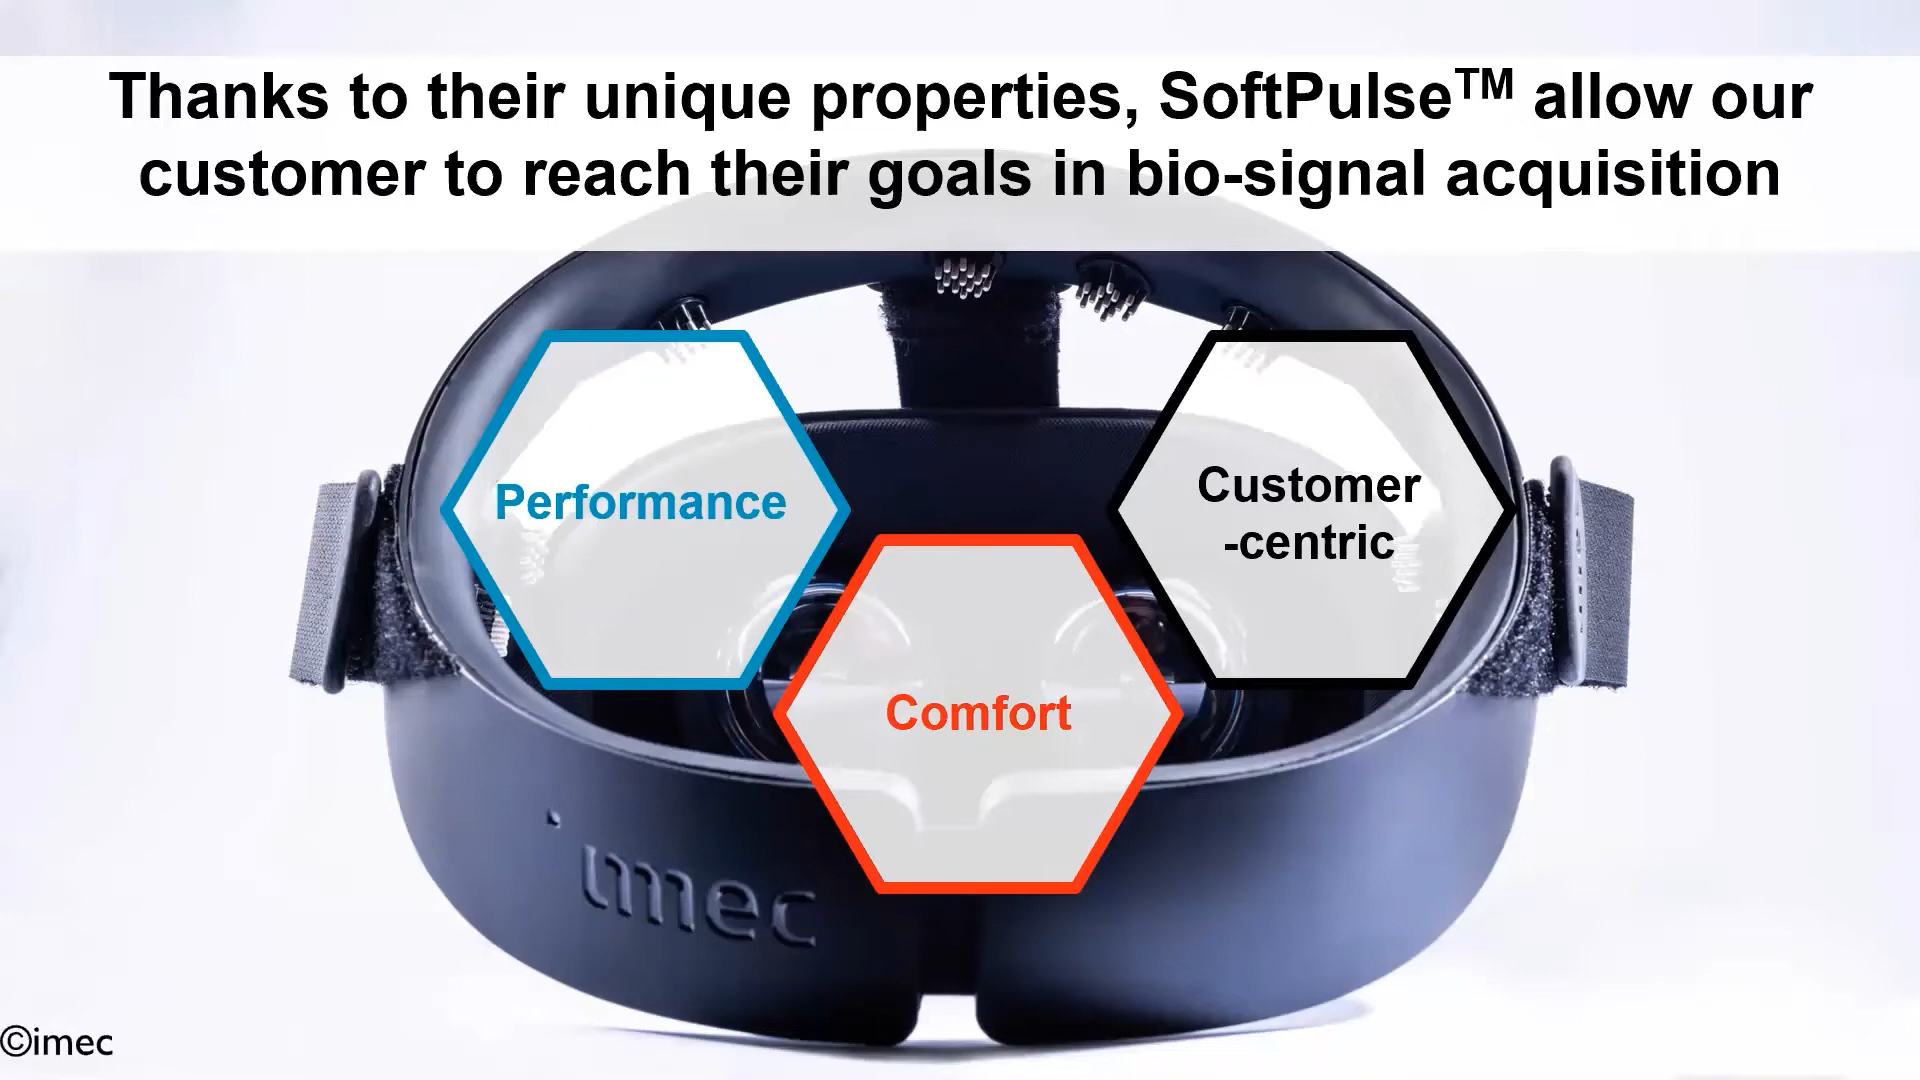 Thanks to their unique properties, SoftPulse™ allow our
customer to reach their goals in bio-signal acquisition
Performance
Customer
-centric
Comfort
imec
©imec